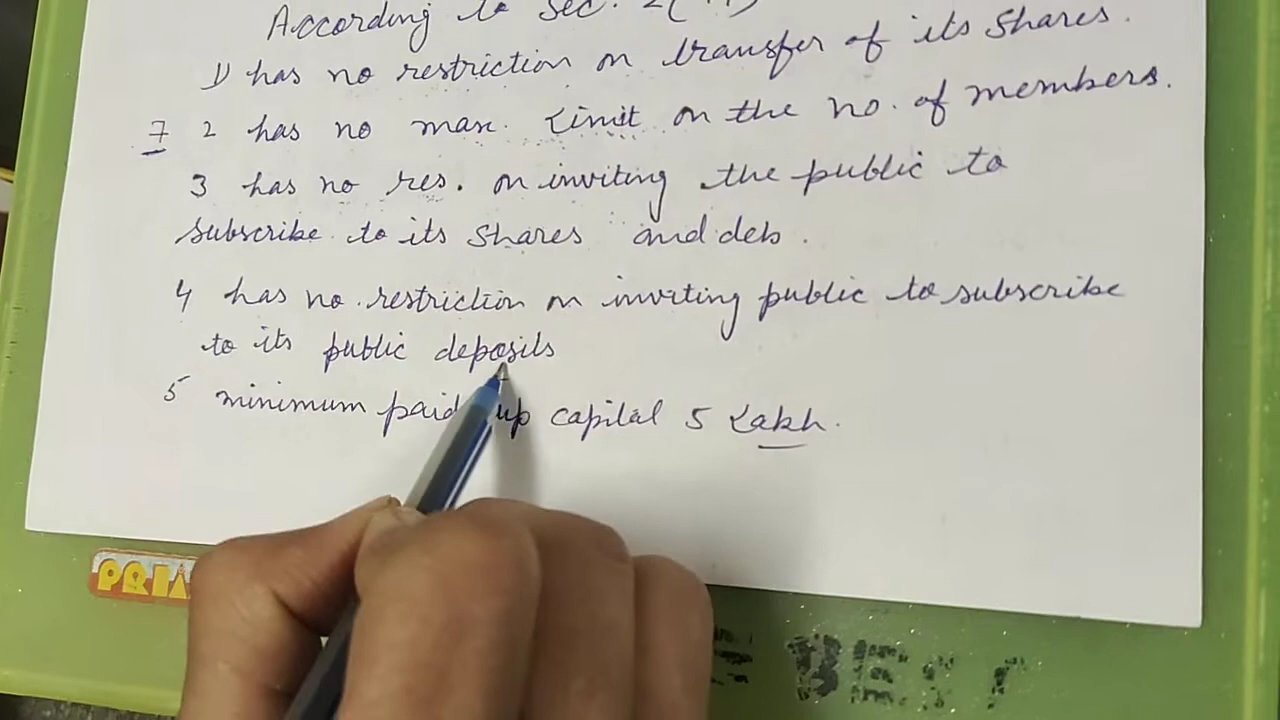 According to Sec. 2(
1) has no restriction on transfer of its shares.
7 2 has no max. Limit on the no. of members.
3 has no res. on inviting the public to
subscribe to its shares and deb.
4 has no restriction on inviting public to subscribe
to its public deposits
5 minimum paid up capital 5 Lakh.
BEST